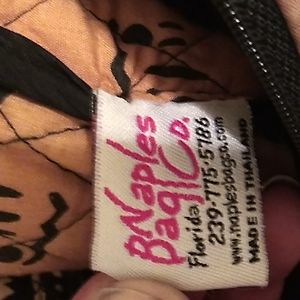 Naples
Bag Co.
Florida
239-775-5786
www.naplesbagco.com
MADE IN THAILAND